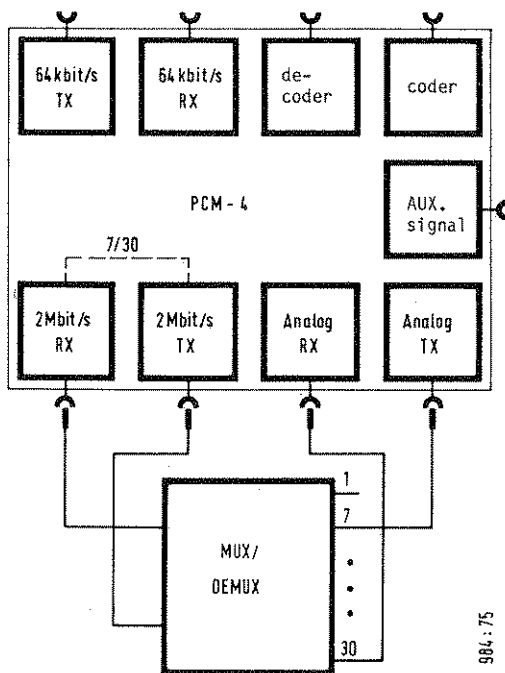 64kbit/s
TX
64kbit/s
RX
de-
coder
coder
AUX.
signal
PCM-4
7/30
2Mbit/s
RX
2Mbit/s
TX
Analog
RX
Analog
TX
1
7
30
MUX/
DEMUX
984:75